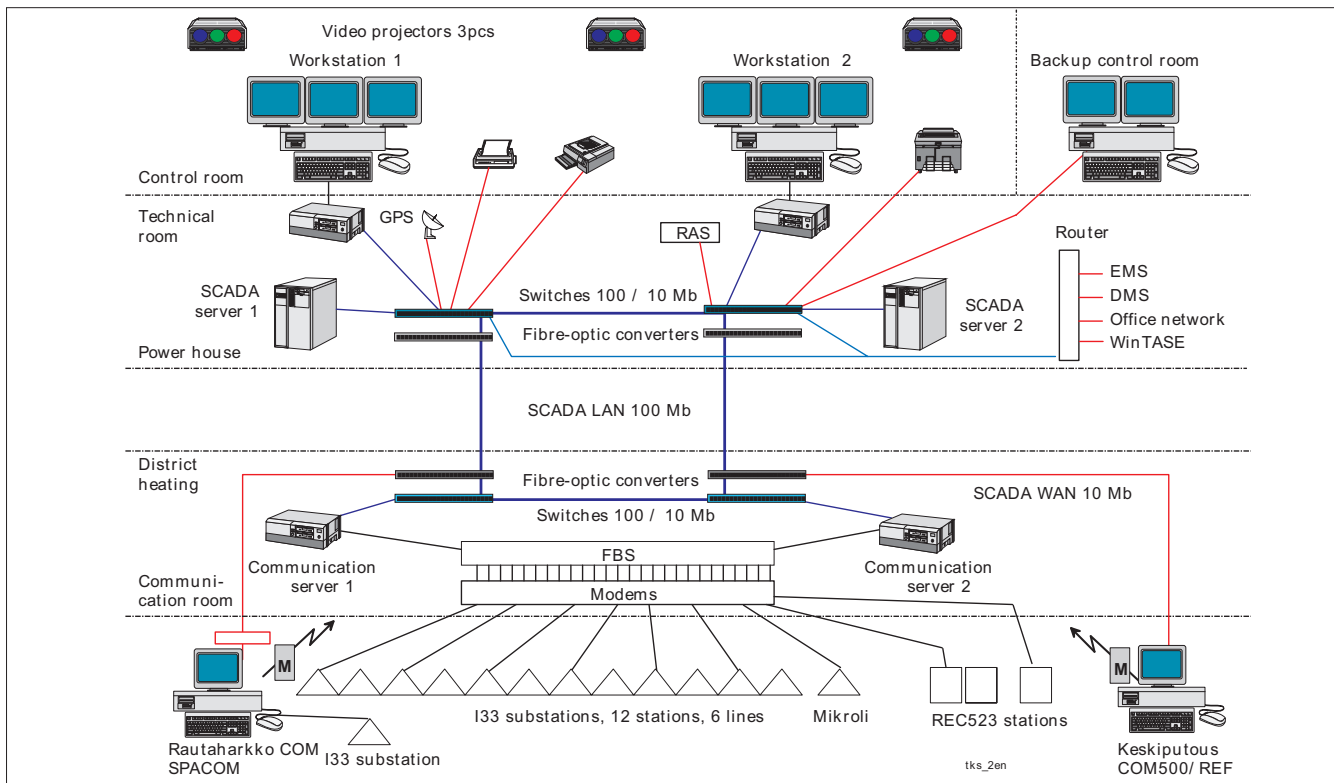 Video projectors 3pcs
Workstation 1
Workstation 2
Backup control room
Control room
Technical
room
GPS
RAS
Router
EMS
DMS
Office network
WinTASE
SCADA
server 1
Switches 100 / 10 Mb
SCADA
server 2
Fibre-optic converters
Power house
SCADA LAN 100 Mb
District
heating
Fibre-optic converters
SCADA WAN 10 Mb
Switches 100 / 10 Mb
FBS
Communication
server 1
Communication
server 2
Communi-
cation room
Modems
M
M
I33 substations, 12 stations, 6 lines
Mikroli
REC523 stations
Rautaharkko COM
SPACOM
I33 substation
Keskiputous
COM500/ REF
tks_2en